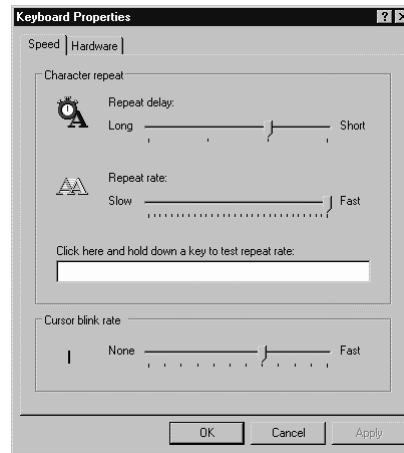 Keyboard Properties
Speed Hardware
Character repeat
Repeat delay:
Long Short
Repeat rate:
Slow Fast
Click here and hold down a key to test repeat rate:
Cursor blink rate
None Fast
OK Cancel Apply